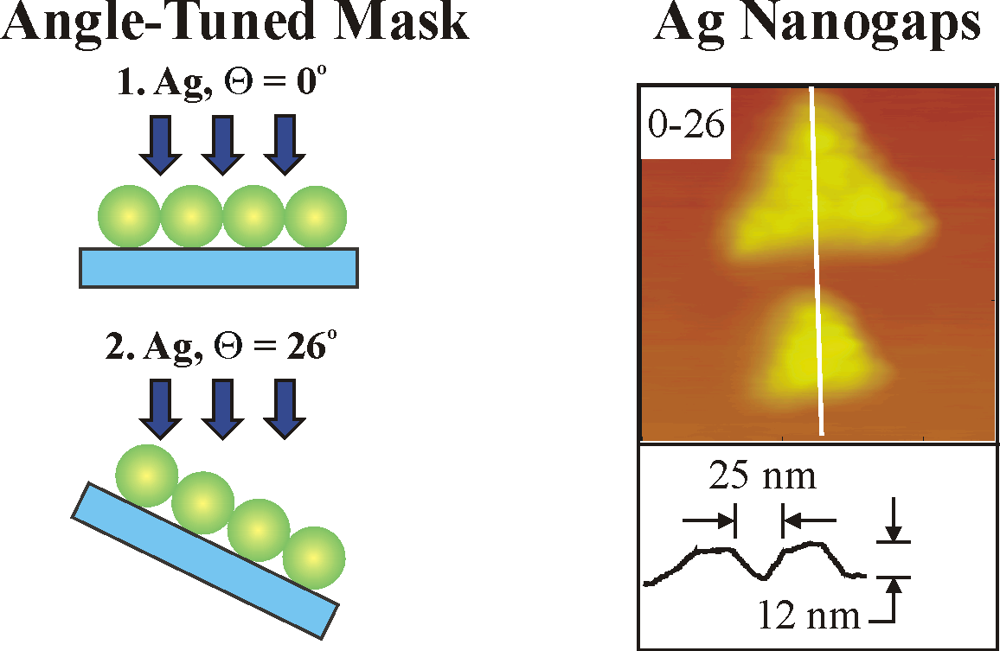 Angle-Tuned Mask
1. Ag, Θ = 0°
2. Ag, Θ = 26°
Ag Nanogaps
0-26
25 nm
12 nm